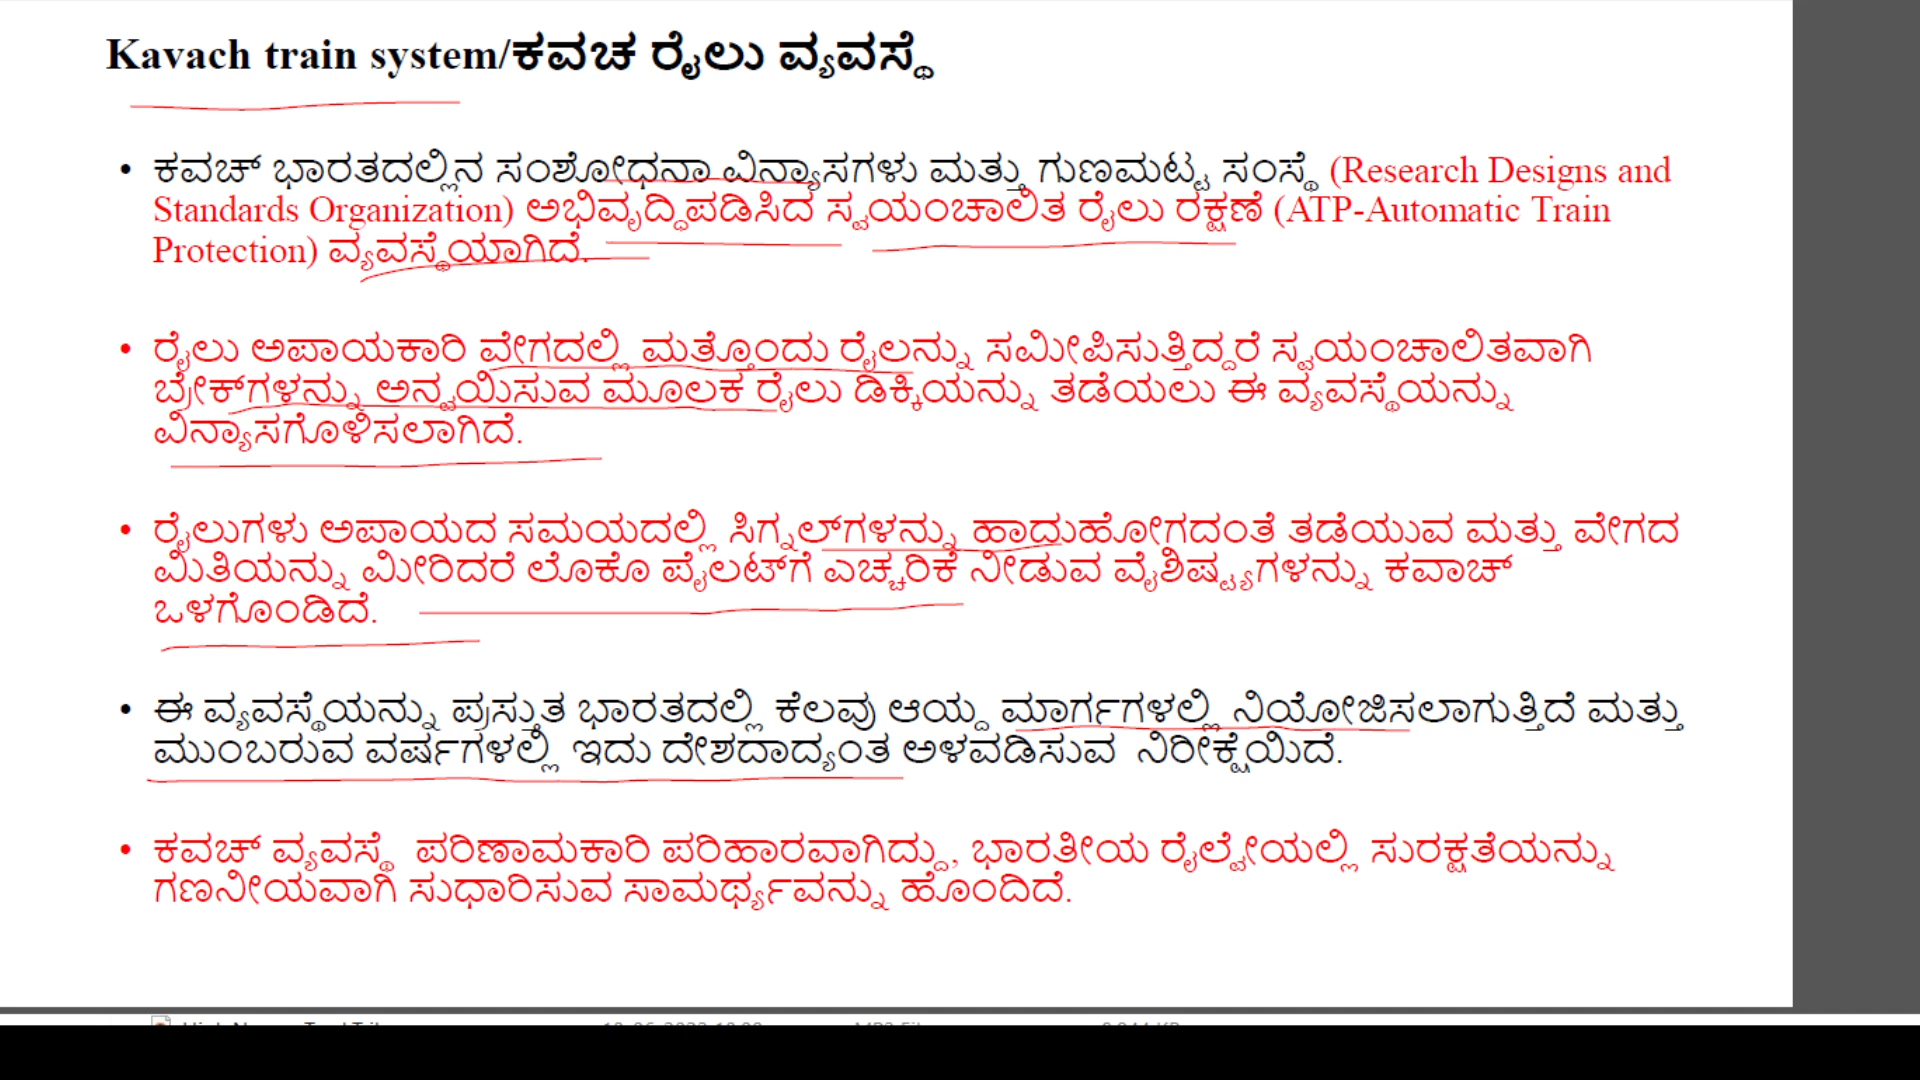 Kavach train system/ಕವಚ ರೈಲು ವ್ಯವಸ್ಥೆ
• ಕವಚ್ ಭಾರತದಲ್ಲಿನ ಸಂಶೋಧನಾ ವಿನ್ಯಾಸಗಳು ಮತ್ತು ಗುಣಮಟ್ಟ ಸಂಸ್ಥೆ (Research Designs and
Standards Organization) ಅಭಿವೃದ್ಧಿಪಡಿಸಿದ ಸ್ವಯಂಚಾಲಿತ ರೈಲು ರಕ್ಷಣೆ (ATP-Automatic Train
Protection) ವ್ಯವಸ್ಥೆಯಾಗಿದೆ.
• ರೈಲು ಅಪಾಯಕಾರಿ ವೇಗದಲ್ಲಿ ಮತ್ತೊಂದು ರೈಲನ್ನು ಸಮೀಪಿಸುತ್ತಿದ್ದರೆ ಸ್ವಯಂಚಾಲಿತವಾಗಿ
ಬ್ರೇಕ್‌ಗಳನ್ನು ಅನ್ವಯಿಸುವ ಮೂಲಕ ರೈಲು ಡಿಕ್ಕಿಯನ್ನು ತಡೆಯಲು ಈ ವ್ಯವಸ್ಥೆಯನ್ನು
ವಿನ್ಯಾಸಗೊಳಿಸಲಾಗಿದೆ.
• ರೈಲುಗಳು ಅಪಾಯದ ಸಮಯದಲ್ಲಿ ಸಿಗ್ನಲ್‌ಗಳನ್ನು ಹಾದುಹೋಗದಂತೆ ತಡೆಯುವ ಮತ್ತು ವೇಗದ
ಮಿತಿಯನ್ನು ಮೀರಿದರೆ ಲೊಕೊ ಪೈಲಟ್‌ಗೆ ಎಚ್ಚರಿಕೆ ನೀಡುವ ವೈಶಿಷ್ಟ್ಯಗಳನ್ನು ಕವಾಚ್
ಒಳಗೊಂಡಿದೆ.
• ಈ ವ್ಯವಸ್ಥೆಯನ್ನು ಪ್ರಸ್ತುತ ಭಾರತದಲ್ಲಿ ಕೆಲವು ಆಯ್ದ ಮಾರ್ಗಗಳಲ್ಲಿ ನಿಯೋಜಿಸಲಾಗುತ್ತಿದೆ ಮತ್ತು
ಮುಂಬರುವ ವರ್ಷಗಳಲ್ಲಿ ಇದು ದೇಶದಾದ್ಯಂತ ಅಳವಡಿಸುವ ನಿರೀಕ್ಷೆಯಿದೆ.
• ಕವಚ್ ವ್ಯವಸ್ಥೆ ಪರಿಣಾಮಕಾರಿ ಪರಿಹಾರವಾಗಿದ್ದು, ಭಾರತೀಯ ರೈಲ್ವೇಯಲ್ಲಿ ಸುರಕ್ಷತೆಯನ್ನು
ಗಣನೀಯವಾಗಿ ಸುಧಾರಿಸುವ ಸಾಮರ್ಥ್ಯವನ್ನು ಹೊಂದಿದೆ.